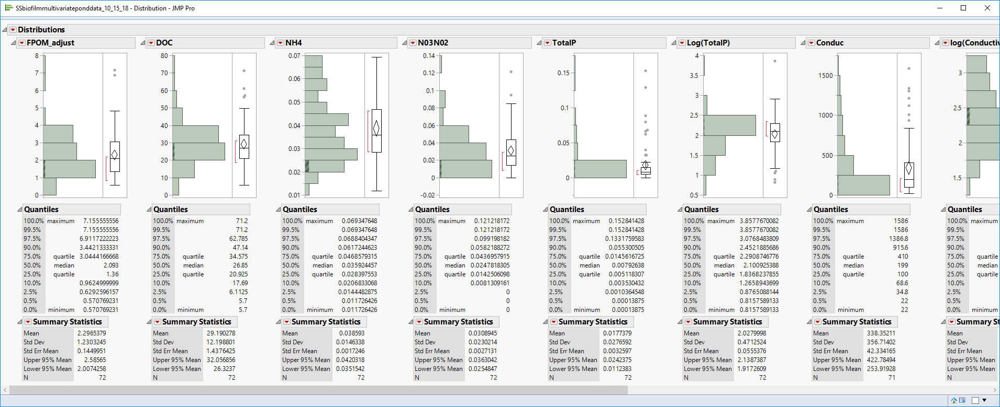 SSbiofilmmultivariateponddata_10_15_18 - Distribution - JMP Pro
Distributions
FPOM_adjust DOC NH4 N03N02 TotalP Log(TotalP) Conduc log(Conductiv
8 80 0.07 0.14 4
7 70 0.12 0.15 3.5 1500 3
6 60 0.06 0.1 3
5 50 0.05 0.08 0.1 2.5 1000 2.5
4 40 0.04 0.06 2
3 30 0.03 0.04 0.05 1.5 500 2
2 20 0.02 0.02 1
1 10 0 0 1.5
0 0 0.01 -0.02 0.5 0
Quantiles Quantiles Quantiles Quantiles Quantiles Quantiles Quantiles Quantiles
100.0% maximum 7.155555556 100.0% maximum 71.2 100.0% maximum 0.069347648 100.0% maximum 0.121218172 100.0% maximum 0.152841428 100.0% maximum 3.8577670082 100.0% maximum 1586 100.0% maximum
99.5% 7.155555556 99.5% 71.2 99.5% 0.069347648 99.5% 0.121218172 99.5% 0.152841428 99.5% 3.8577670082 99.5% 1586 99.5%
97.5% 6.9117222223 97.5% 62.785 97.5% 0.0688404347 97.5% 0.099198182 97.5% 0.1331759583 97.5% 3.0768483809 97.5% 1386.8 97.5%
90.0% 3.4421333331 90.0% 47.14 90.0% 0.0617244623 90.0% 0.0582188272 90.0% 0.055300505 90.0% 2.4521885686 90.0% 915.6 90.0%
75.0% quartile 3.0444166668 75.0% quartile 34.575 75.0% quartile 0.0468579315 75.0% quartile 0.0436957915 75.0% quartile 0.0145616725 75.0% quartile 2.2908746776 75.0% quartile 410 75.0% quartile
50.0% median 2.093 50.0% median 26.85 50.0% median 0.035924457 50.0% median 0.0247818305 50.0% median 0.00792638 50.0% median 2.100925388 50.0% median 199 50.0% median
25.0% quartile 1.36 25.0% quartile 20.925 25.0% quartile 0.028397553 25.0% quartile 0.0142506098 25.0% quartile 0.005118307 25.0% quartile 1.8368237855 25.0% quartile 100 25.0% quartile
10.0% 0.9624999999 10.0% 17.69 10.0% 0.0206833068 10.0% 0.0081309161 10.0% 0.003530432 10.0% 1.2658943699 10.0% 68.6 10.0%
2.5% 0.6292596157 2.5% 6.1125 2.5% 0.0144482875 2.5% 0 2.5% 0.0010364548 2.5% 0.8765088144 2.5% 34.8 2.5%
0.5% 0.570769231 0.5% 5.7 0.5% 0.011726426 0.5% 0 0.5% 0.00013875 0.5% 0.8157589133 0.5% 22 0.5%
0.0% minimum 0.570769231 0.0% minimum 5.7 0.0% minimum 0.011726426 0.0% minimum 0 0.0% minimum 0.00013875 0.0% minimum 0.8157589133 0.0% minimum 22 0.0% minimum
Summary Statistics Summary Statistics Summary Statistics Summary Statistics Summary Statistics Summary Statistics Summary Statistics Summary St
Mean 2.2965379 Mean 29.190278 Mean 0.038593 Mean 0.0308945 Mean 0.0177379 Mean 2.0279998 Mean 338.35211 Mean
Std Dev 1.2303245 Std Dev 12.198801 Std Dev 0.0146338 Std Dev 0.0230214 Std Dev 0.0276592 Std Dev 0.4712524 Std Dev 356.71402 Std Dev
Std Err Mean 0.1449951 Std Err Mean 1.4376425 Std Err Mean 0.0017246 Std Err Mean 0.0027131 Std Err Mean 0.0032597 Std Err Mean 0.0555376 Std Err Mean 42.334165 Std Err Mean
Upper 95% Mean 2.58565 Upper 95% Mean 32.056856 Upper 95% Mean 0.0420318 Upper 95% Mean 0.0363042 Upper 95% Mean 0.0242375 Upper 95% Mean 2.1387387 Upper 95% Mean 422.78494 Upper 95%
Lower 95% Mean 2.0074258 Lower 95% Mean 26.3237 Lower 95% Mean 0.0351542 Lower 95% Mean 0.0254847 Lower 95% Mean 0.0112383 Lower 95% Mean 1.9172609 Lower 95% Mean 253.91928 Lower 95%
N 72 N 72 N 72 N 72 N 72 N 72 N 71 N